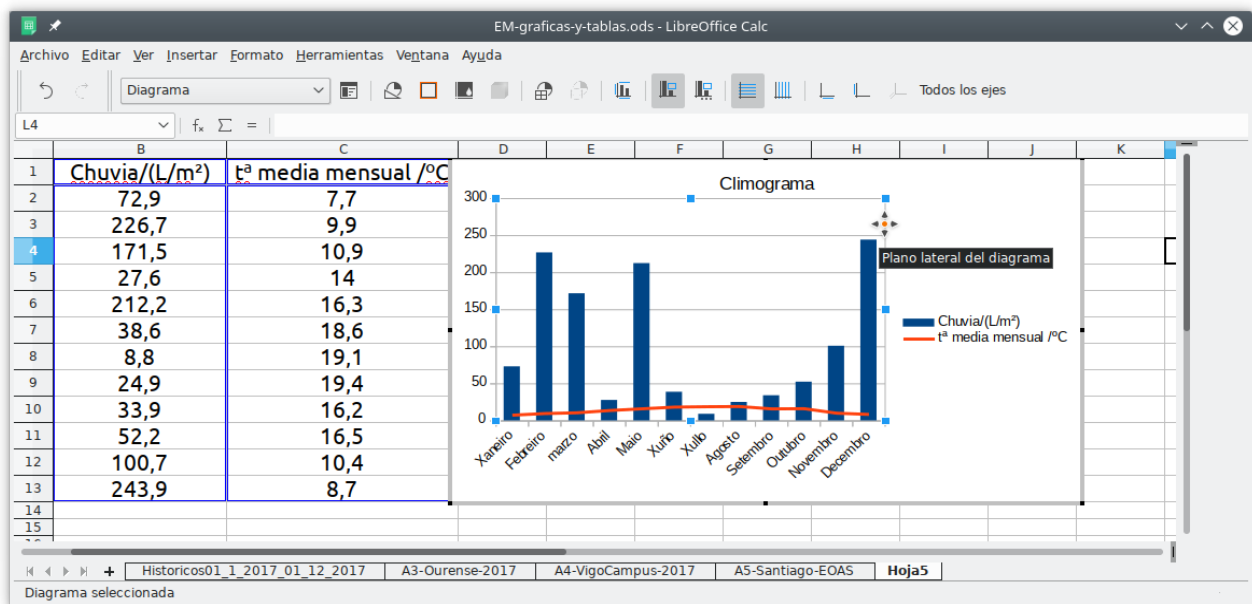 EM-graficas-y-tablas.ods - LibreOffice Calc
Archivo Editar Ver Insertar Formato Herramientas Ventana Ayuda
Diagrama
Todos los ejes
L4
B C D E F G H I J K
1 Chuvia/(L/m²) tª media mensual /ºC
2 72,9 7,7
3 226,7 9,9
4 171,5 10,9
5 27,6 14
6 212,2 16,3
7 38,6 18,6
8 8,8 19,1
9 24,9 19,4
10 33,9 16,2
11 52,2 16,5
12 100,7 10,4
13 243,9 8,7
14
15
Climograma
300
250
200
150
100
50
0
Plano lateral del diagrama
Chuvia/(L/m²)
tª media mensual /ºC
Xaneiro Febreiro marzo Abril Maio Xuño Xullo Agosto Setembro Outubro Novembro Decembro
Historicos01_1_2017_01_12_2017 A3-Ourense-2017 A4-VigoCampus-2017 A5-Santiago-EOAS Hoja5
Diagrama seleccionada